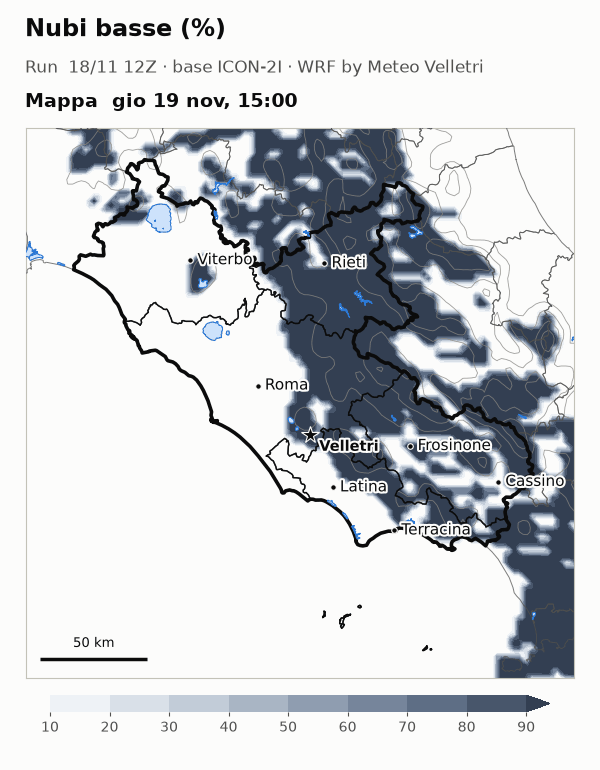 Nubi basse (%)
Run 18/11 12Z · base ICON-2I · WRF by Meteo Velletri
Mappa gio 19 nov, 15:00
Viterbo
Rieti
Roma
Velletri
Frosinone
Latina
Cassino
Terracina
50 km
10 20 30 40 50 60 70 80 90